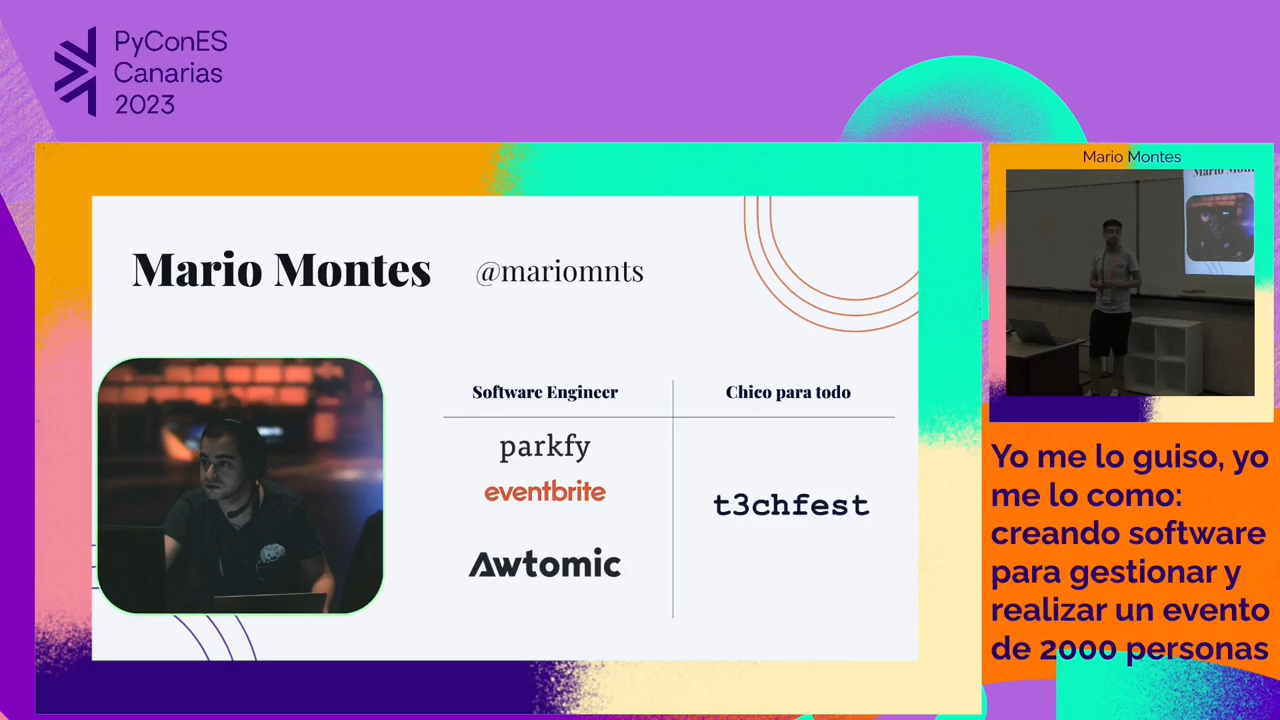 PyConES
Canarias
2023
Mario Montes
@mariomnts
Software Engineer
Chico para todo
parkfy
eventbrite
Awtomic
t3chfest
Mario Montes
Yo me lo guiso, yo
me lo como:
creando software
para gestionar y
realizar un evento
de 2000 personas